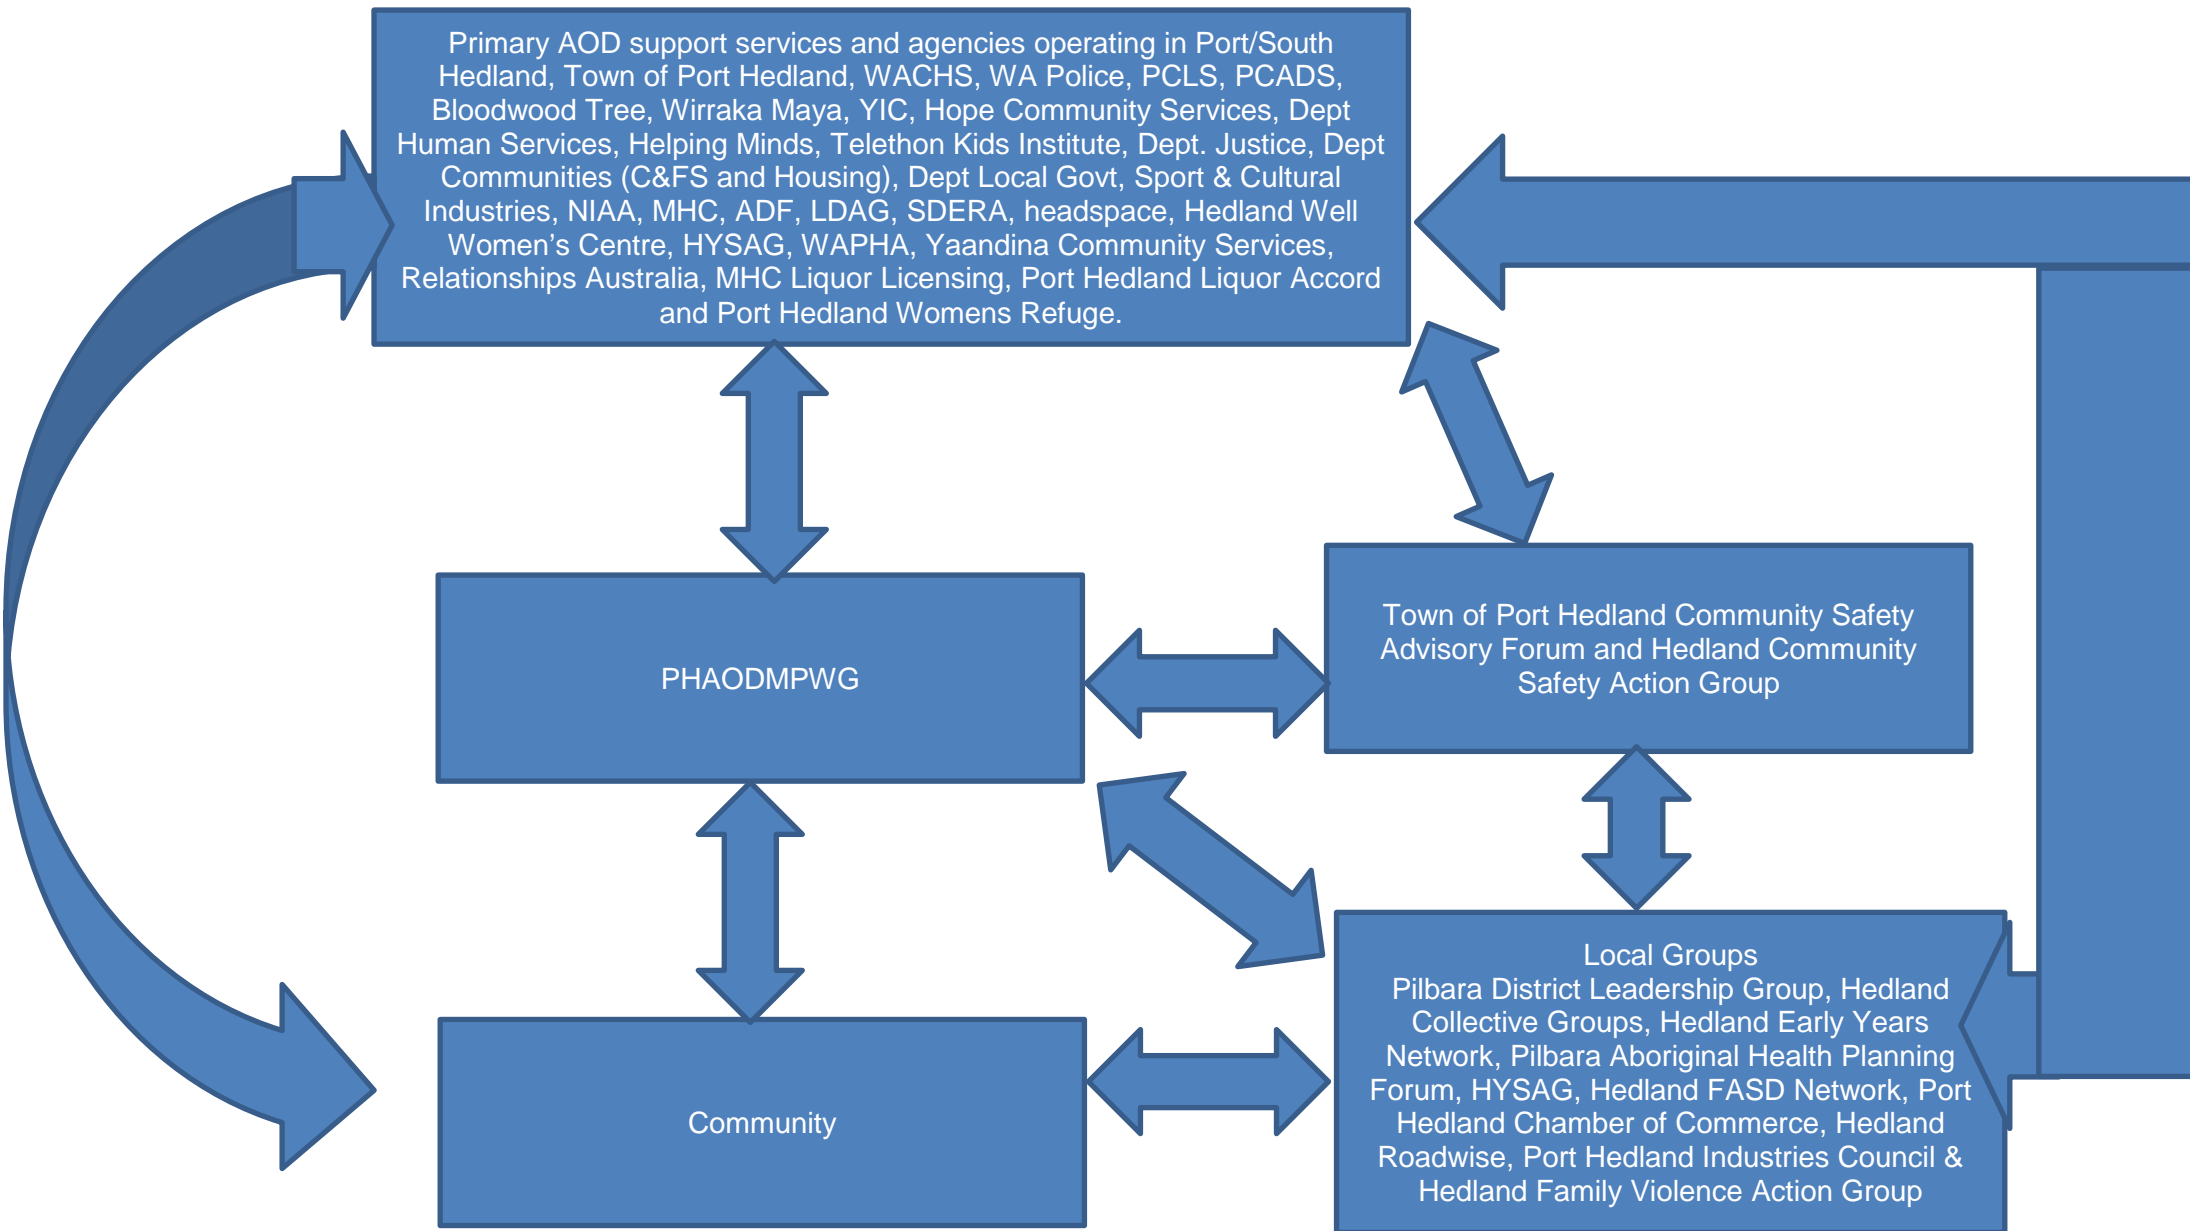 Primary AOD support services and agencies operating in Port/South
Hedland, Town of Port Hedland, WACHS, WA Police, PCLS, PCADS,
Bloodwood Tree, Wirraka Maya, YIC, Hope Community Services, Dept
Human Services, Helping Minds, Telethon Kids Institute, Dept. Justice, Dept
Communities (C&FS and Housing), Dept Local Govt, Sport & Cultural
Industries, NIAA, MHC, ADF, LDAG, SDERA, headspace, Hedland Well
Women's Centre, HYSAG, WAPHA, Yaandina Community Services,
Relationships Australia, MHC Liquor Licensing, Port Hedland Liquor Accord
and Port Hedland Womens Refuge.
PHAODMPWG
Town of Port Hedland Community Safety
Advisory Forum and Hedland Community
Safety Action Group
Community
Local Groups
Pilbara District Leadership Group, Hedland
Collective Groups, Hedland Early Years
Network, Pilbara Aboriginal Health Planning
Forum, HYSAG, Hedland FASD Network, Port
Hedland Chamber of Commerce, Hedland
Roadwise, Port Hedland Industries Council &
Hedland Family Violence Action Group